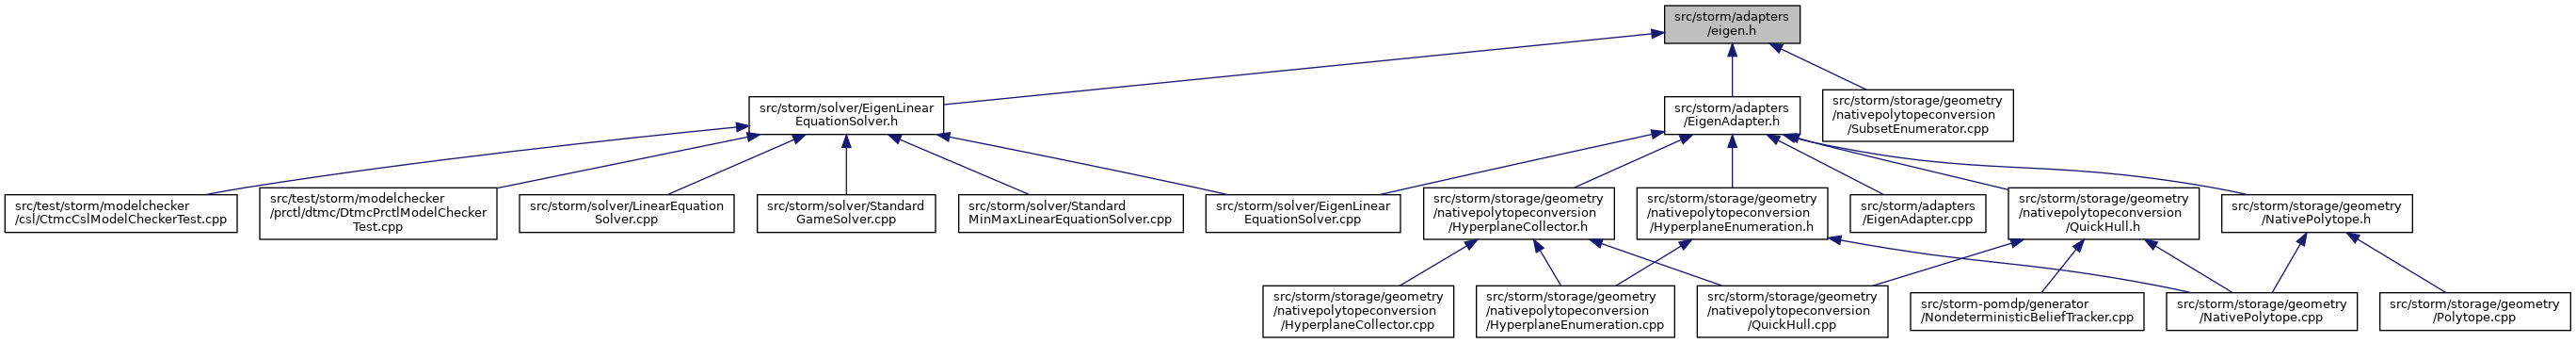 src/storm/adapters
/eigen.h
src/storm/solver/EigenLinear
EquationSolver.h
src/storm/adapters
/EigenAdapter.h
src/storm/storage/geometry
/nativepolytopeconversion
/SubsetEnumerator.cpp
src/test/storm/modelchecker
/csl/CtmcCslModelCheckerTest.cpp
src/test/storm/modelchecker
/prctl/dtmc/DtmcPrctlModelChecker
Test.cpp
src/storm/solver/LinearEquation
Solver.cpp
src/storm/solver/Standard
GameSolver.cpp
src/storm/solver/Standard
MinMaxLinearEquationSolver.cpp
src/storm/solver/EigenLinear
EquationSolver.cpp
src/storm/storage/geometry
/nativepolytopeconversion
/HyperplaneCollector.h
src/storm/storage/geometry
/nativepolytopeconversion
/HyperplaneEnumeration.h
src/storm/adapters
/EigenAdapter.cpp
src/storm/storage/geometry
/nativepolytopeconversion
/QuickHull.h
src/storm/storage/geometry
/NativePolytope.h
src/storm/storage/geometry
/nativepolytopeconversion
/HyperplaneCollector.cpp
src/storm/storage/geometry
/nativepolytopeconversion
/HyperplaneEnumeration.cpp
src/storm/storage/geometry
/nativepolytopeconversion
/QuickHull.cpp
src/storm-pomdp/generator
/NondeterministicBeliefTracker.cpp
src/storm/storage/geometry
/NativePolytope.cpp
src/storm/storage/geometry
/Polytope.cpp